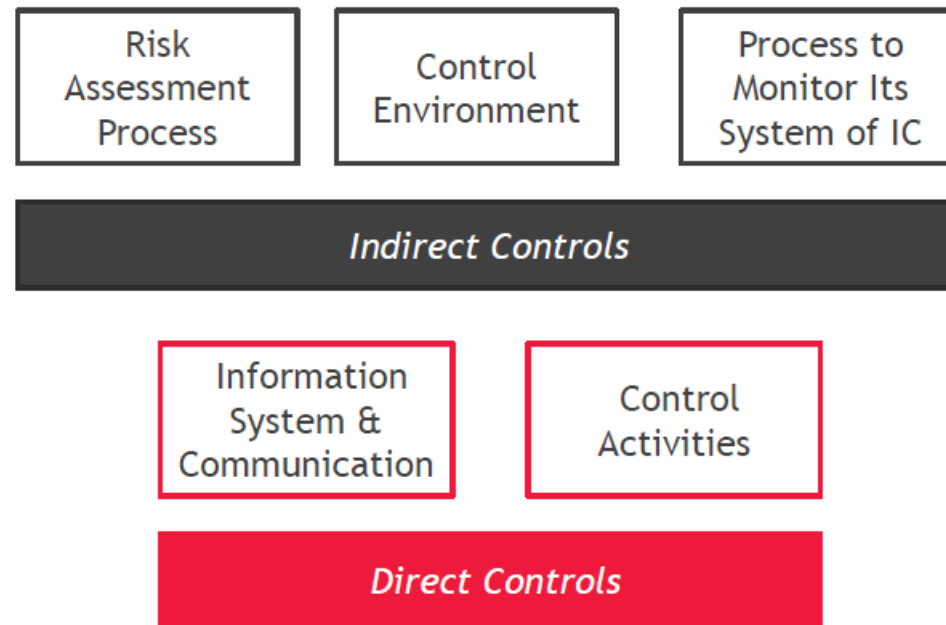 Risk
Assessment
Process
Control
Environment
Process to
Monitor Its
System of IC
Indirect Controls
Information
System &
Communication
Control
Activities
Direct Controls